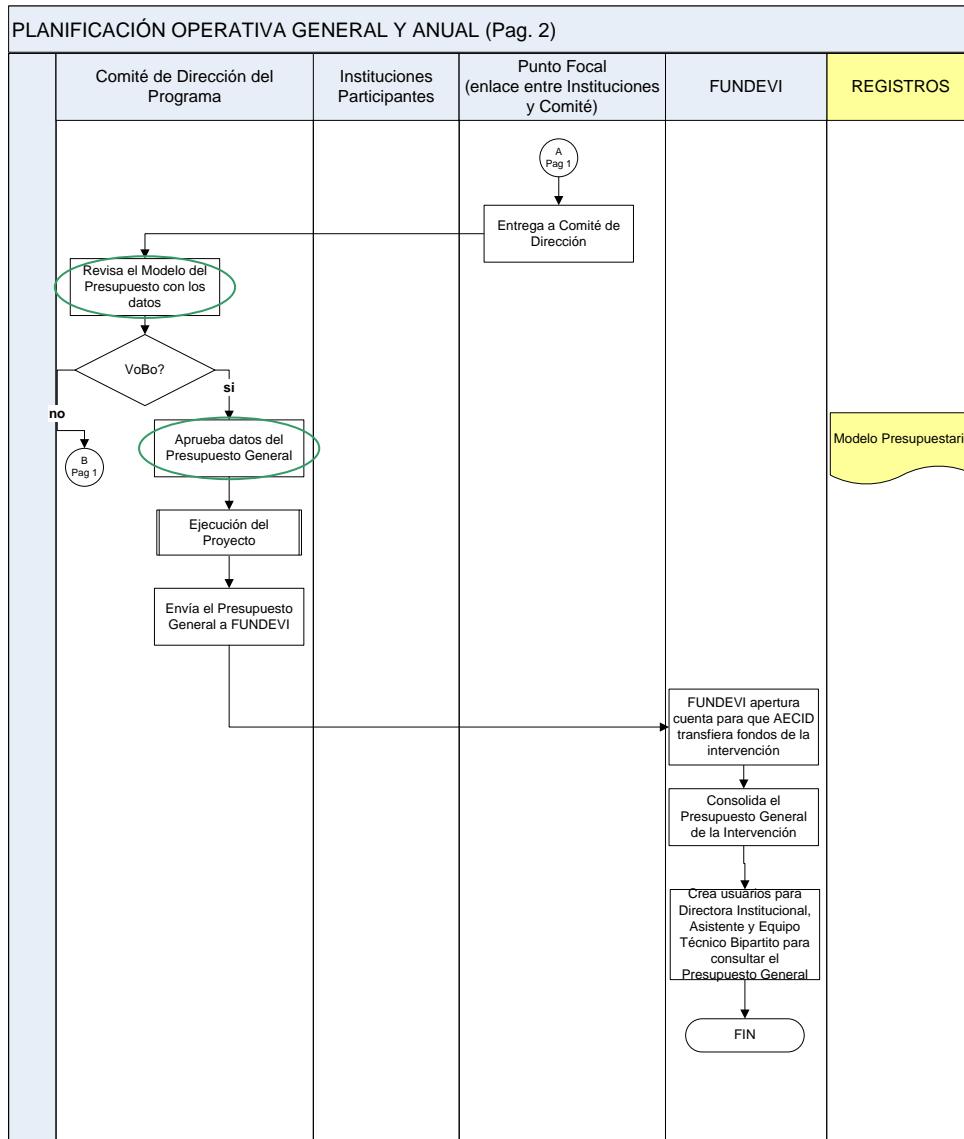 PLANIFICACIÓN OPERATIVA GENERAL Y ANUAL (Pag. 2)
Comité de Dirección del
Programa
Instituciones
Participantes
Punto Focal
(enlace entre Instituciones
y Comité)
FUNDEVI
REGISTROS
A
Pag 1
Entrega a Comité de
Dirección
Revisa el Modelo del
Presupuesto con los
datos
VoBo?
si
no
B
Pag 1
Aprueba datos del
Presupuesto General
Modelo Presupuestari
Ejecución del
Proyecto
Envía el Presupuesto
General a FUNDEVI
FUNDEVI apertura
cuenta para que AECID
transfiera fondos de la
intervención
Consolida el
Presupuesto General
de la Intervención
Crea usuarios para
Directora Institucional,
Asistente y Equipo
Técnico Bipartito para
consultar el
Presupuesto General
FIN